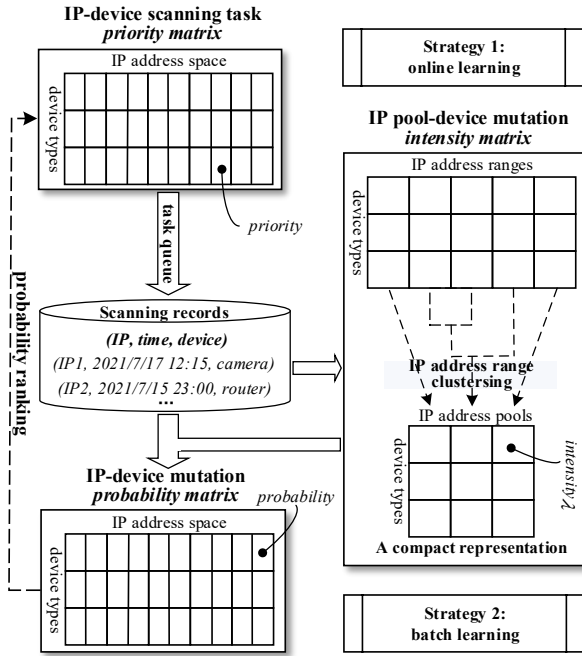 IP-device scanning task
priority matrix
IP address space
device types
priority
task
queue
probability ranking
Scanning records
(IP, time, device)
(IP1, 2021/7/17 12:15, camera)
(IP2, 2021/7/15 23:00, router)
...
IP-device mutation
probability matrix
probability
IP address space
device types
Strategy 1:
online learning
IP pool-device mutation
intensity matrix
IP address ranges
device types
IP address range
clustersing
IP address pools
device types
intensity λ
A compact representation
Strategy 2:
batch learning